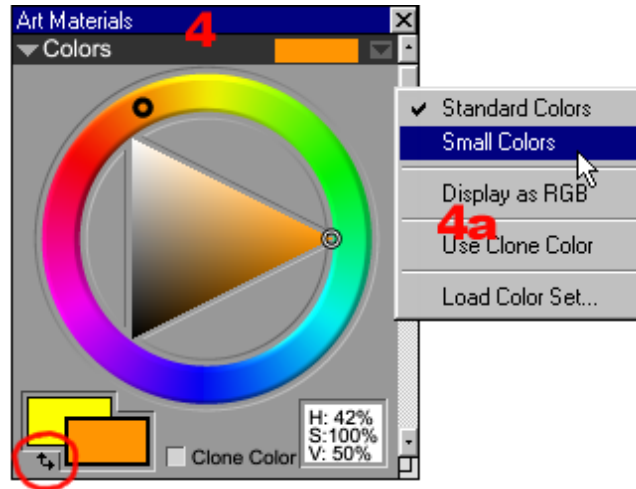 Art Materials
4
Colors
Standard Colors
Small Colors
Display as RGB
4a
Use Clone Color
Load Color Set...
H: 42%
S:100%
V: 50%
Clone Color